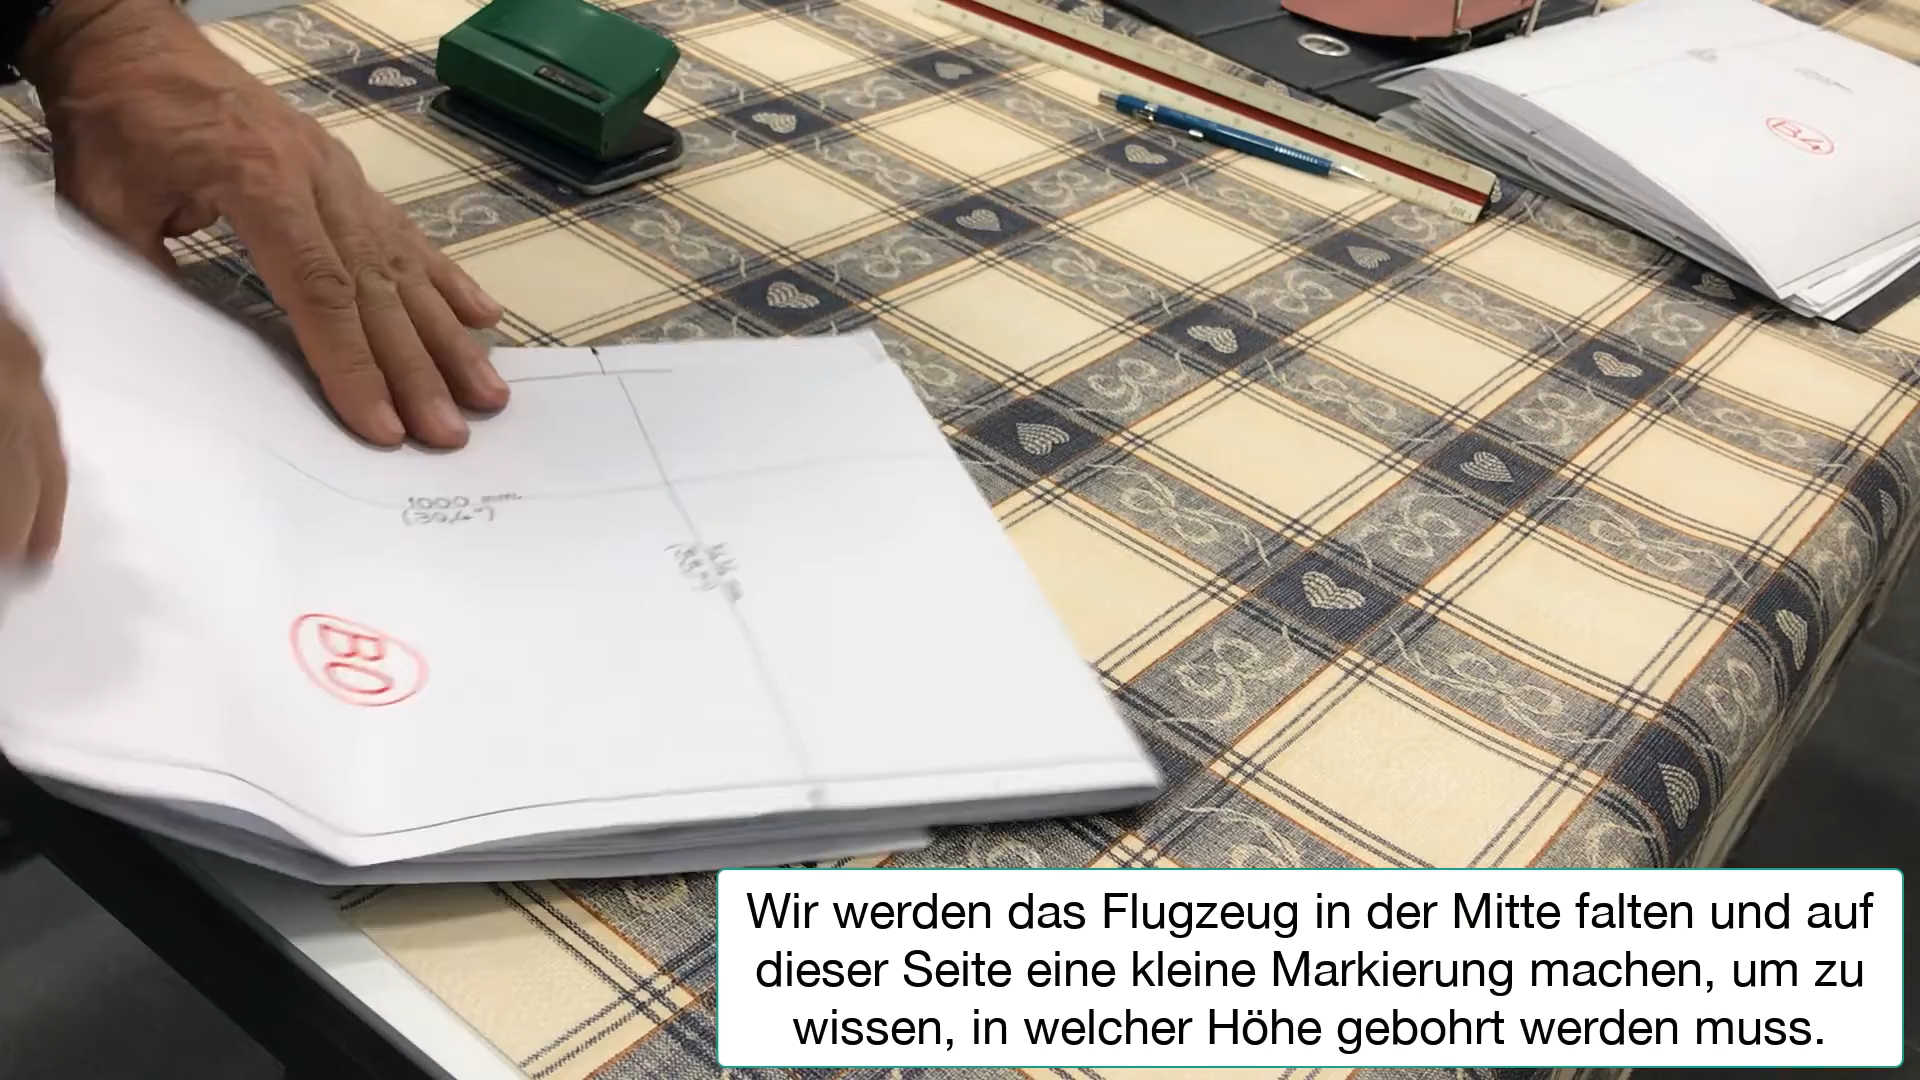 B4
1000 mm
BO
Wir werden das Flugzeug in der Mitte falten und auf
dieser Seite eine kleine Markierung machen, um zu
wissen, in welcher Höhe gebohrt werden muss.